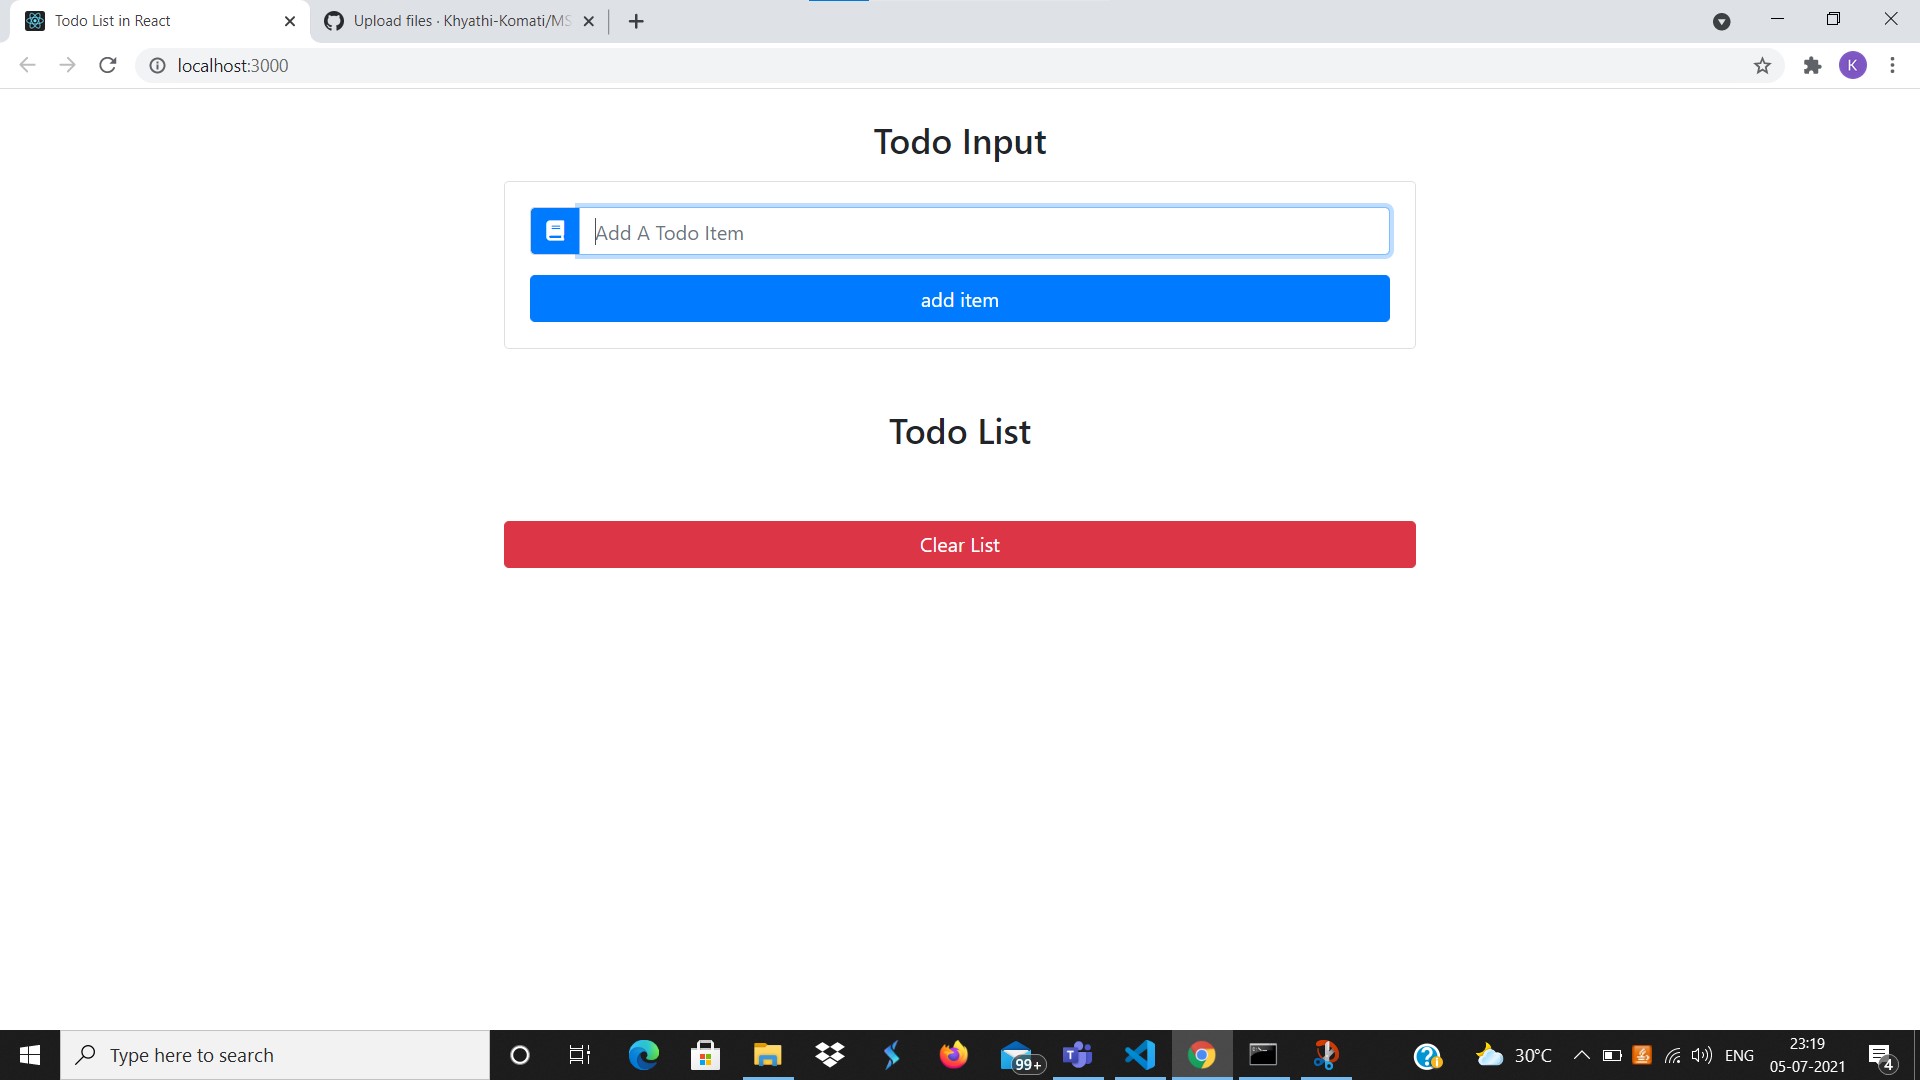 Todo List in React
Upload files · Khyathi-Komati/MS
localhost:3000
K
Todo Input
Add A Todo Item
add item
Todo List
Clear List
Type here to search
99+
30°C
ENG
23:19
05-07-2021
4